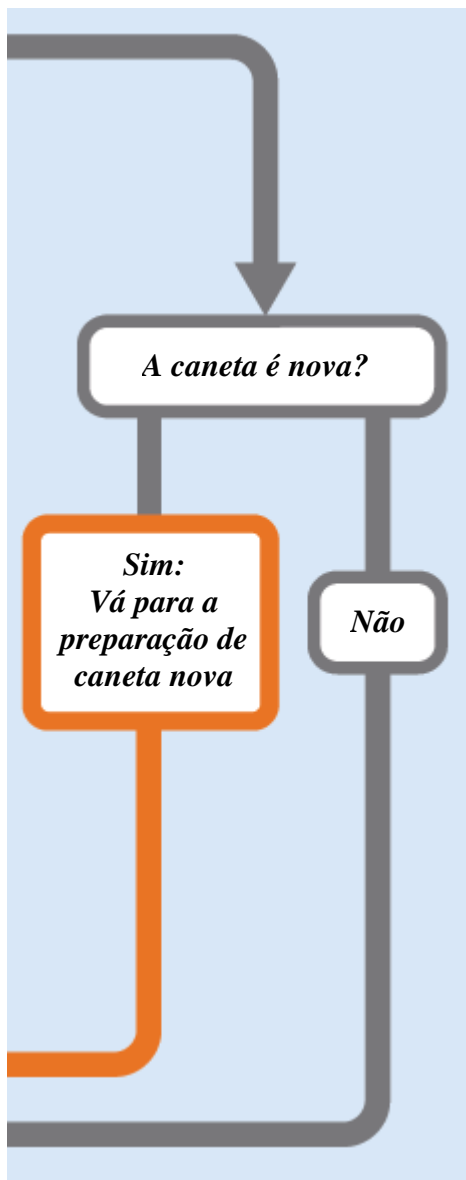 A caneta é nova?
Sim:
Vá para a
preparação de
caneta nova
Não